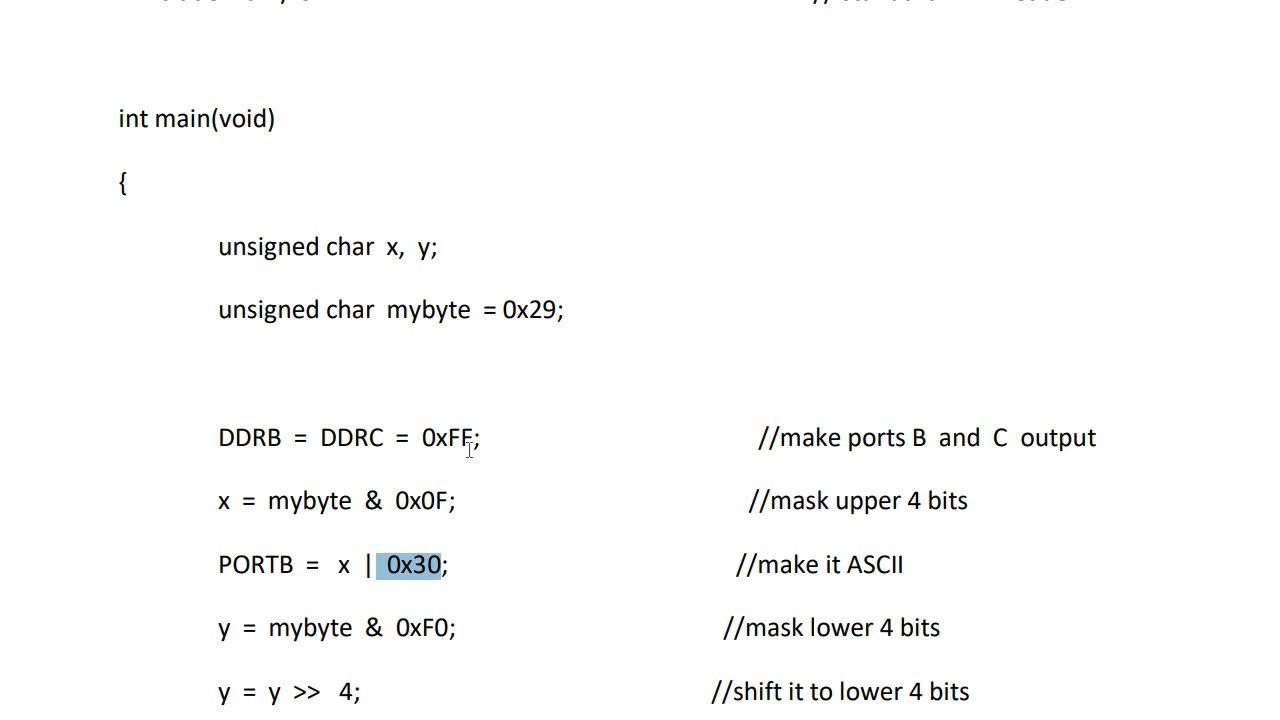 int main(void)
{
unsigned char x, y;
unsigned char mybyte = 0x29;
DDRB = DDRC = 0xFF; //make ports B and C output
x = mybyte & 0x0F; //mask upper 4 bits
PORTB = x | 0x30; //make it ASCII
y = mybyte & 0xF0; //mask lower 4 bits
y = y >> 4; //shift it to lower 4 bits